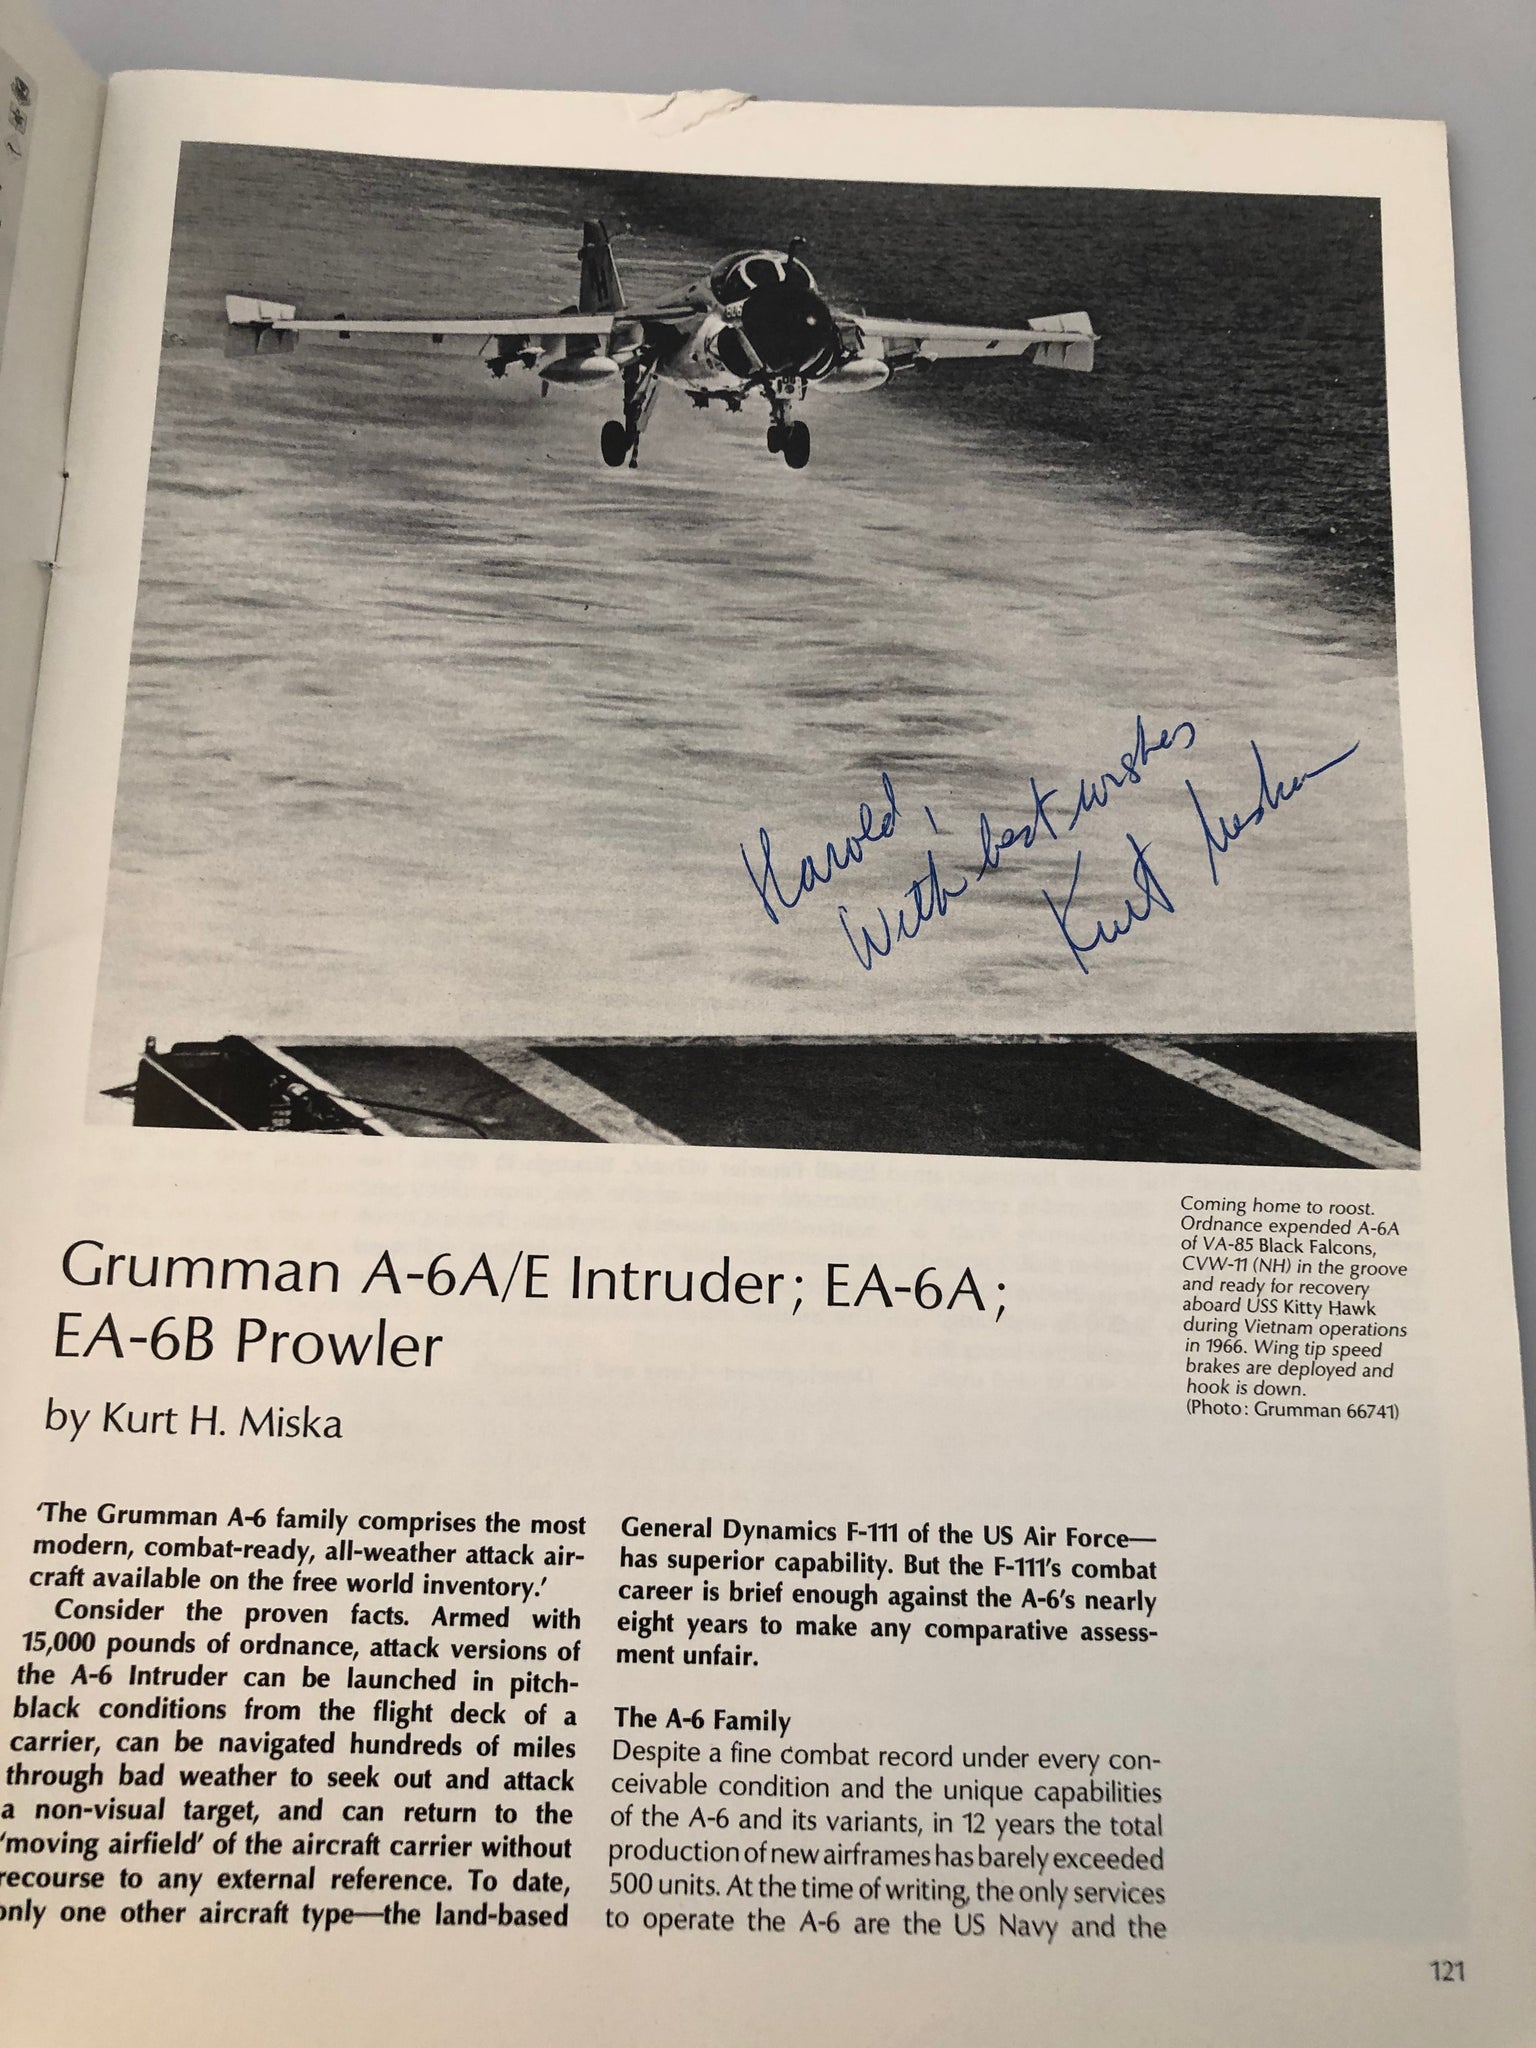 Harold,
With best wishes
Kurt Miska
Coming home to roost.
Ordnance expended A-6A
of VA-85 Black Falcons,
CVW-11 (NH) in the groove
and ready for recovery
aboard USS Kitty Hawk
during Vietnam operations
in 1966. Wing tip speed
brakes are deployed and
hook is down.
(Photo: Grumman 66741)
Grumman A-6A/E Intruder; EA-6A;
EA-6B Prowler
by Kurt H. Miska
'The Grumman A-6 family comprises the most
modern, combat-ready, all-weather attack air-
craft available on the free world inventory.'
Consider the proven facts. Armed with
15,000 pounds of ordnance, attack versions of
the A-6 Intruder can be launched in pitch-
black conditions from the flight deck of a
carrier, can be navigated hundreds of miles
through bad weather to seek out and attack
a non-visual target, and can return to the
'moving airfield' of the aircraft carrier without
recourse to any external reference. To date,
only one other aircraft type—the land-based
General Dynamics F-111 of the US Air Force—
has superior capability. But the F-111's combat
career is brief enough against the A-6's nearly
eight years to make any comparative assess-
ment unfair.
The A-6 Family
Despite a fine combat record under every con-
ceivable condition and the unique capabilities
of the A-6 and its variants, in 12 years the total
production of new airframes has barely exceeded
500 units. At the time of writing, the only services
to operate the A-6 are the US Navy and the
121